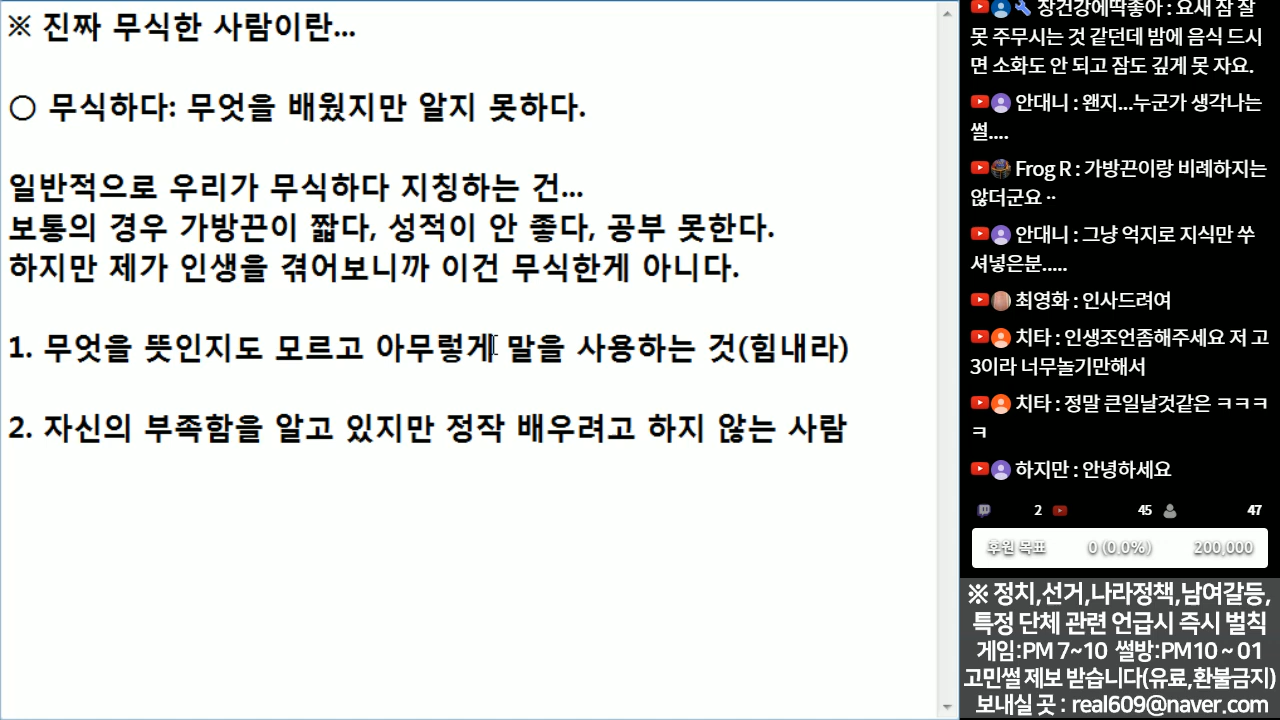 ※ 진짜 무식한 사람이란...
○ 무식하다: 무엇을 배웠지만 알지 못하다.
일반적으로 우리가 무식하다 지칭하는 건...
보통의 경우 가방끈이 짧다, 성적이 안 좋다, 공부 못한다.
하지만 제가 인생을 겪어보니까 이건 무식한게 아니다.
1. 무엇을 뜻인지도 모르고 아무렇게 말을 사용하는 것(힘내라)
2. 자신의 부족함을 알고 있지만 정작 배우려고 하지 않는 사람
장건강에딱좋아 : 요새 잠 잘
못 주무시는 것 같던데 밤에 음식 드시
면 소화도 안 되고 잠도 깊게 못 자요.
안대니 : 왠지...누군가 생각나는
썰....
Frog R : 가방끈이랑 비례하지는
않더군요 ··
안대니 : 그냥 억지로 지식만 쑤
셔넣은분.....
최영화 : 인사드려여
치타 : 인생조언좀해주세요 저 고
3이라 너무놀기만해서
치타 : 정말 큰일날것같은 ㅋㅋㅋ
ㅋ
하지만 : 안녕하세요
2 45 47
후원 목표 0 (0.0%) 200,000
※ 정치,선거,나라정책,남여갈등,
특정 단체 관련 언급시 즉시 벌칙
게임:PM 7~10 썰방:PM10 ~ 01
고민썰 제보 받습니다(유료,환불금지)
보내실 곳 : real609@naver.com